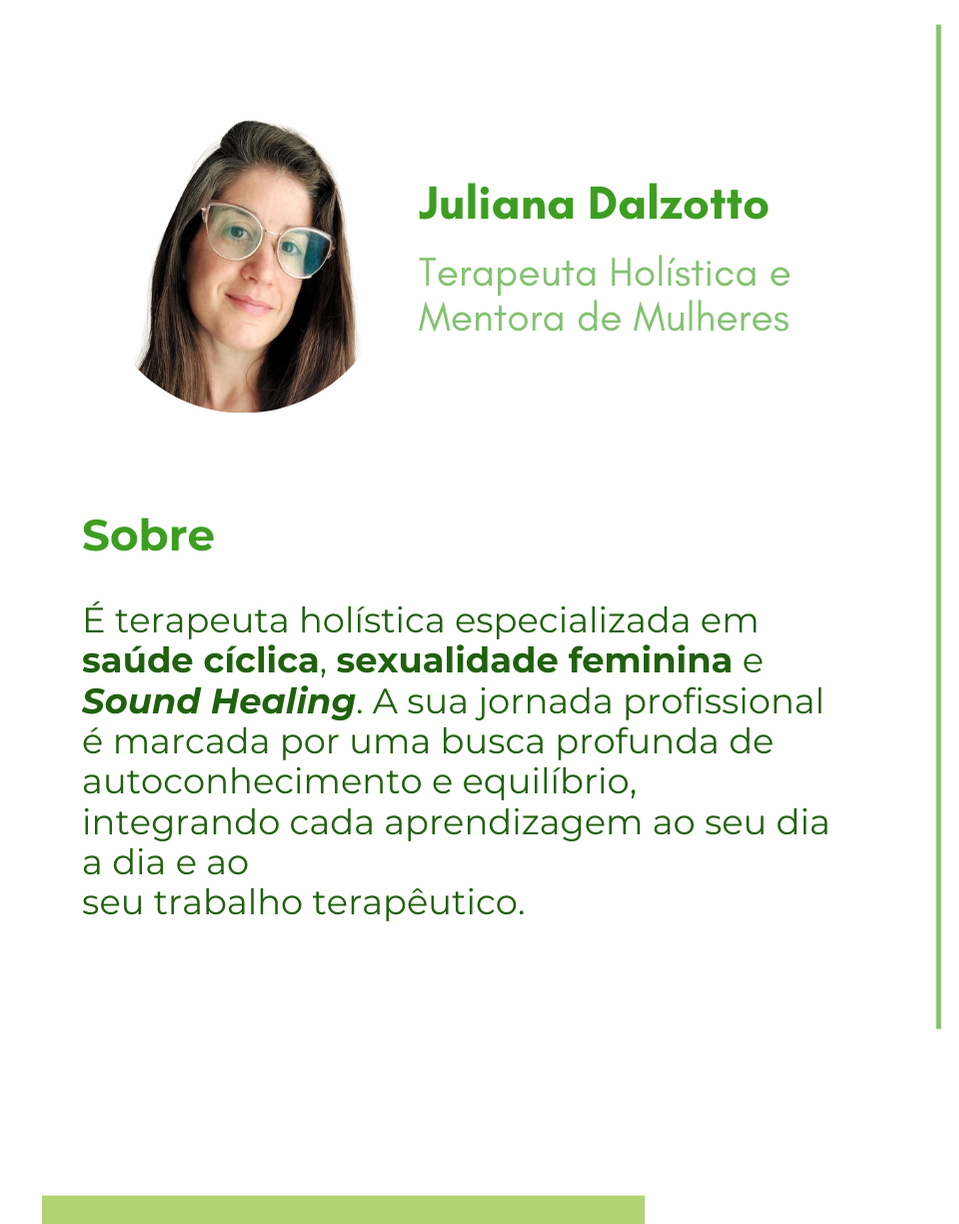 Juliana Dalzotto
Terapeuta Holística e
Mentora de Mulheres
Sobre
É terapeuta holística especializada em
saúde cíclica, sexualidade feminina e
Sound Healing. A sua jornada profissional
é marcada por uma busca profunda de
autoconhecimento e equilíbrio,
integrando cada aprendizagem ao seu dia
a dia e ao
seu trabalho terapêutico.